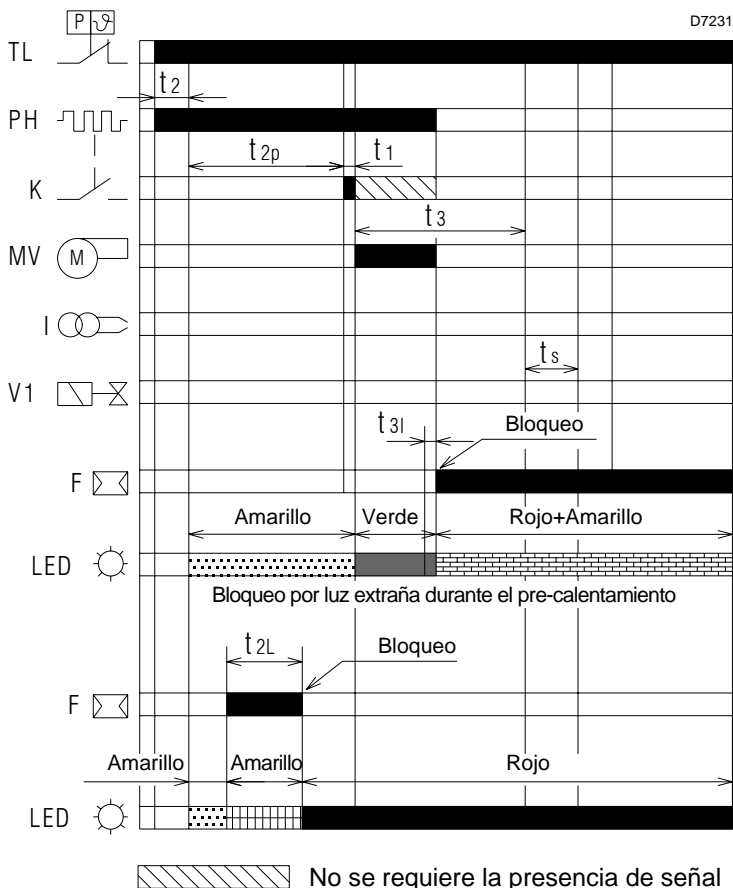 D7231
P ϑ
TL
t2
PH
t2p t1
K
t3
MV M
I
ts
V1
t3l Bloqueo
F
Amarillo Verde Rojo+Amarillo
LED
Bloqueo por luz extraña durante el pre-calentamiento
t2L Bloqueo
F
Amarillo Amarillo Rojo
LED
No se requiere la presencia de señal